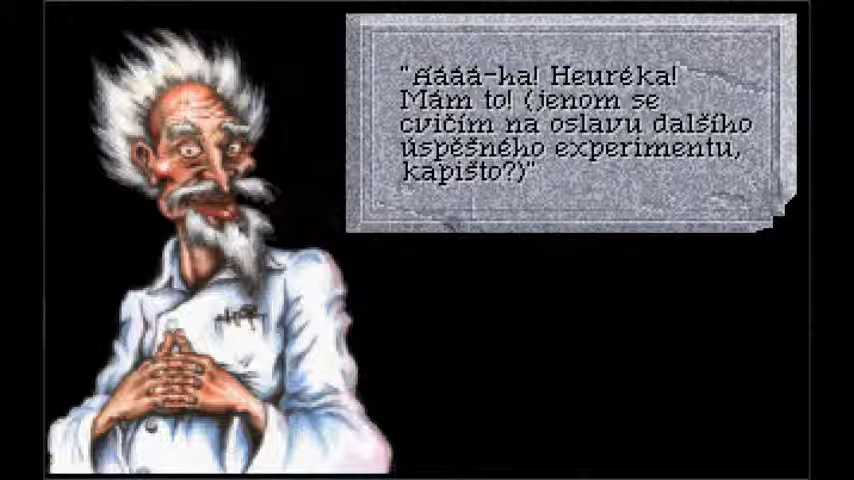 "Áááá-ha! Heuréka!
Mám to! (jenom se
cvičím na oslavu dalšího
úspěšného experimentu,
kapišto?)"